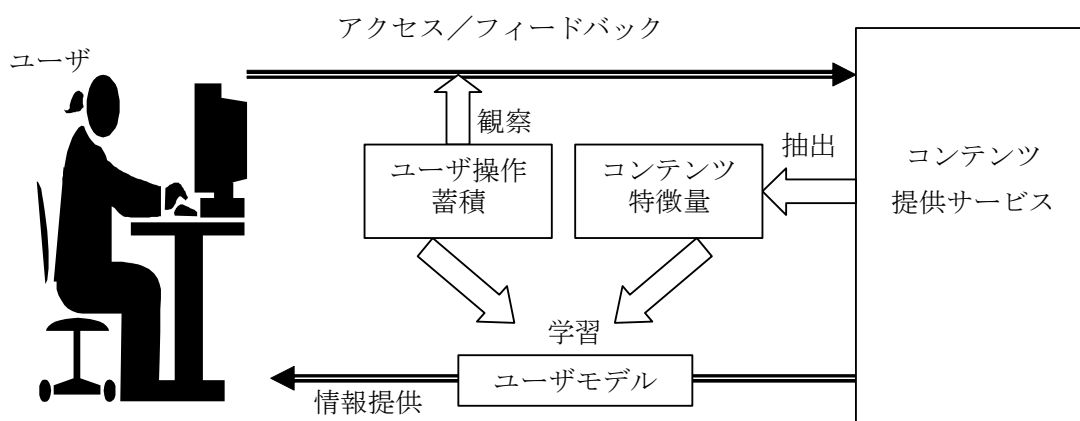 アクセス／フィードバック
ユーザ
観察
ユーザ操作
蓄積
コンテンツ
特徴量
抽出
コンテンツ
提供サービス
学習
ユーザモデル
情報提供